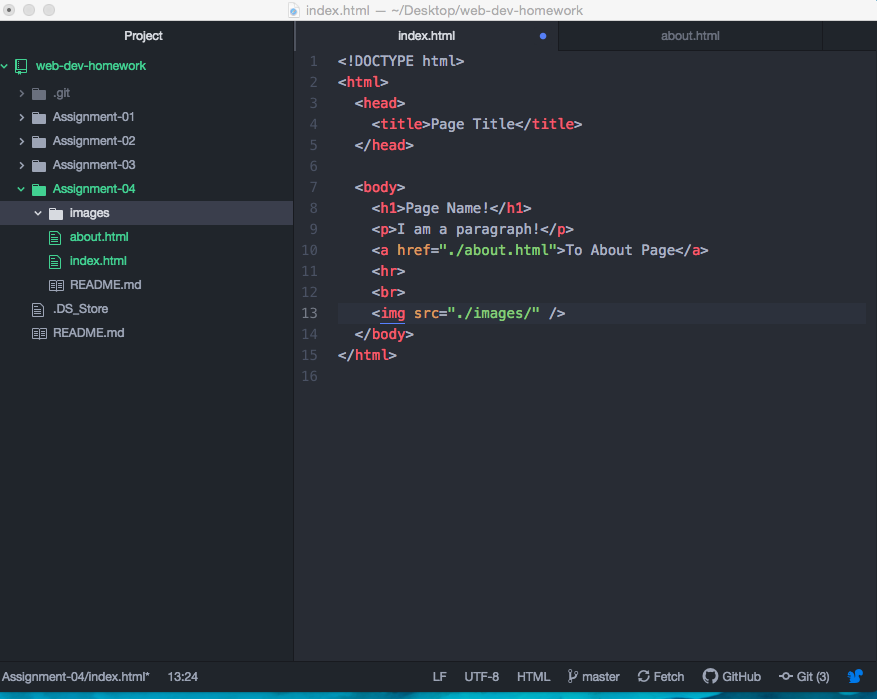 index.html — ~/Desktop/web-dev-homework
Project
web-dev-homework
.git
Assignment-01
Assignment-02
Assignment-03
Assignment-04
images
about.html
index.html
README.md
.DS_Store
README.md
index.html
about.html
1 <!DOCTYPE html>
2 <html>
3 <head>
4 <title>Page Title</title>
5 </head>
6
7 <body>
8 <h1>Page Name!</h1>
9 <p>I am a paragraph!</p>
10 <a href="./about.html">To About Page</a>
11 <hr>
12 <br>
13 <img src="./images/" />
14 </body>
15 </html>
16
Assignment-04/index.html* 13:24 LF UTF-8 HTML master Fetch GitHub Git (3)